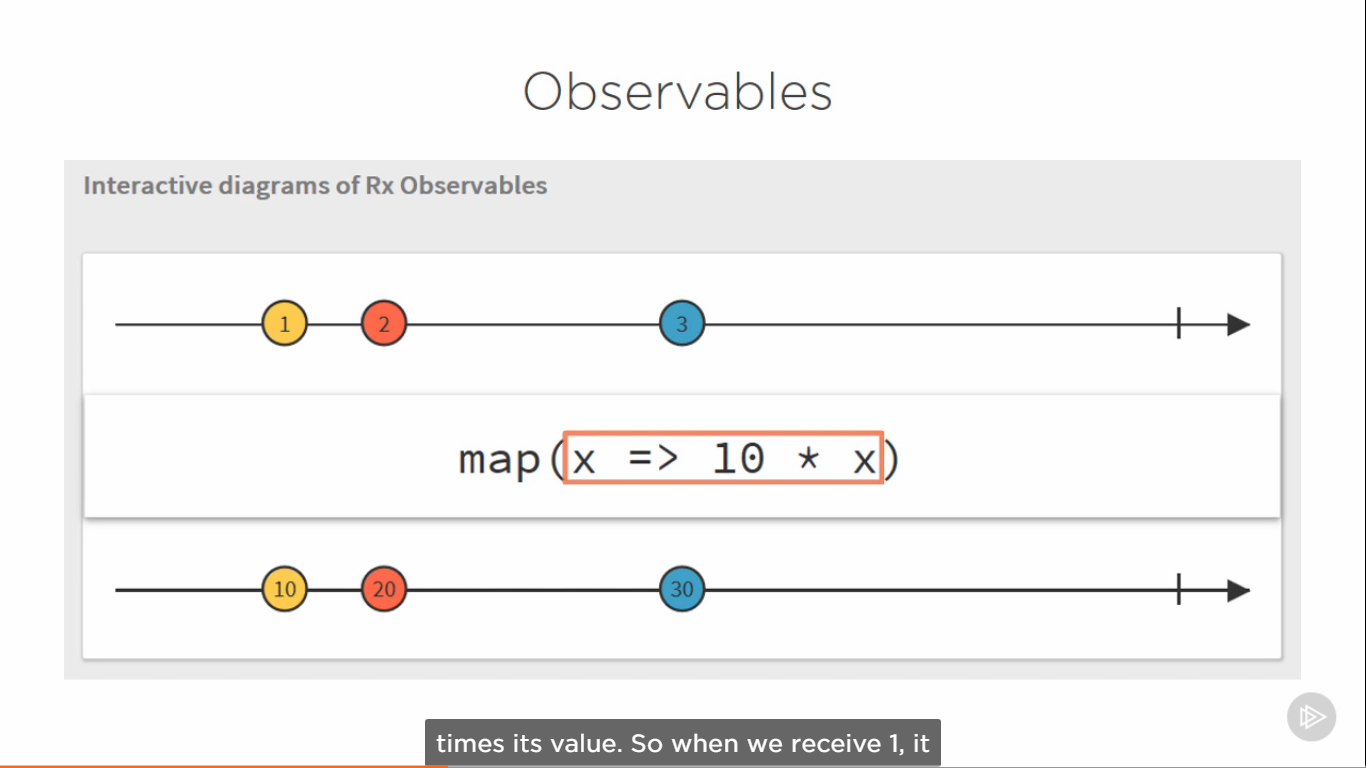 Observables
Interactive diagrams of Rx Observables
1 2 3
map(x => 10 * x)
10 20 30
times its value. So when we receive 1, it